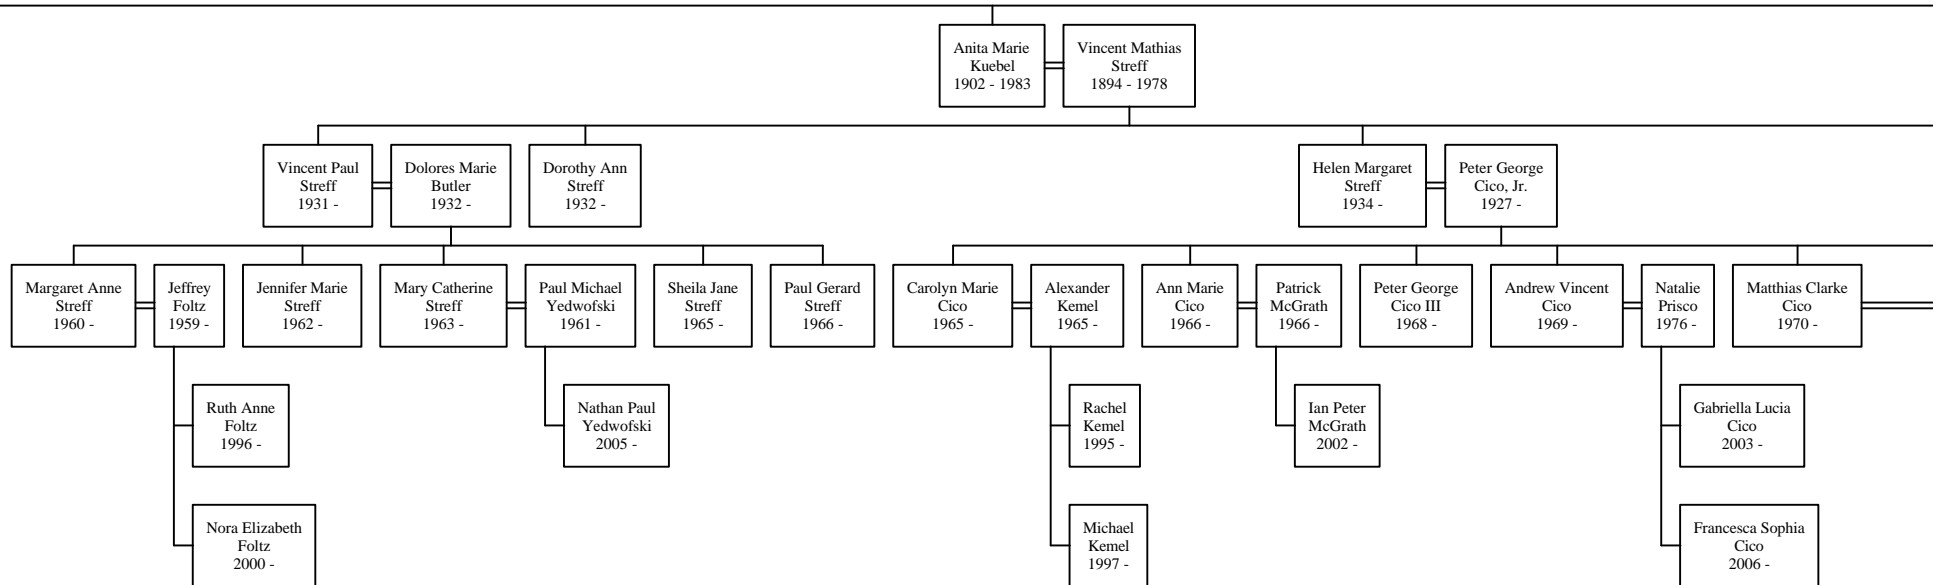 Anita Marie
Kuebel
1902 - 1983
Vincent Mathias
Streff
1894 - 1978
Vincent Paul
Streff
1931 -
Dolores Marie
Butler
1932 -
Dorothy Ann
Streff
1932 -
Helen Margaret
Streff
1934 -
Peter George
Cico, Jr.
1927 -
Margaret Anne
Streff
1960 -
Jeffrey
Foltz
1959 -
Jennifer Marie
Streff
1962 -
Mary Catherine
Streff
1963 -
Paul Michael
Yedwofski
1961 -
Sheila Jane
Streff
1965 -
Paul Gerard
Streff
1966 -
Carolyn Marie
Cico
1965 -
Alexander
Kemel
1965 -
Ann Marie
Cico
1966 -
Patrick
McGrath
1966 -
Peter George
Cico III
1968 -
Andrew Vincent
Cico
1969 -
Natalie
Prisco
1976 -
Matthias Clarke
Cico
1970 -
Ruth Anne
Foltz
1996 -
Nathan Paul
Yedwofski
2005 -
Rachel
Kemel
1995 -
Ian Peter
McGrath
2002 -
Gabriella Lucia
Cico
2003 -
Nora Elizabeth
Foltz
2000 -
Michael
Kemel
1997 -
Francesca Sophia
Cico
2006 -